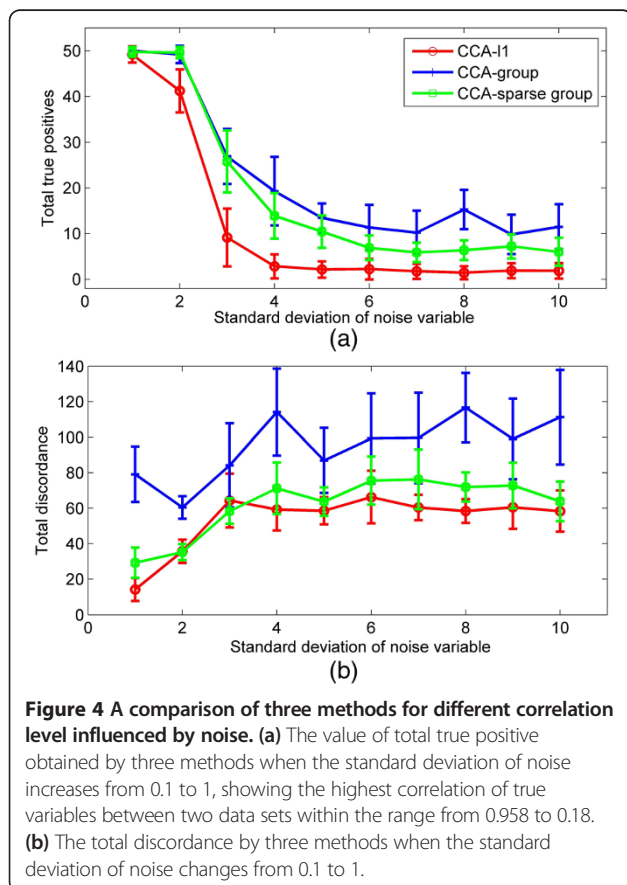 50
40
30
20
10
0
Total true positives
CCA-l1
CCA-group
CCA-sparse group
0 2 4 6 8 10
Standard deviation of noise variable
(a)
140
120
100
80
60
40
20
0
Total discordance
0 2 4 6 8 10
Standard deviation of noise variable
(b)
Figure 4 A comparison of three methods for different correlation
level influenced by noise. (a) The value of total true positive
obtained by three methods when the standard deviation of noise
increases from 0.1 to 1, showing the highest correlation of true
variables between two data sets within the range from 0.958 to 0.18.
(b) The total discordance by three methods when the standard
deviation of noise changes from 0.1 to 1.